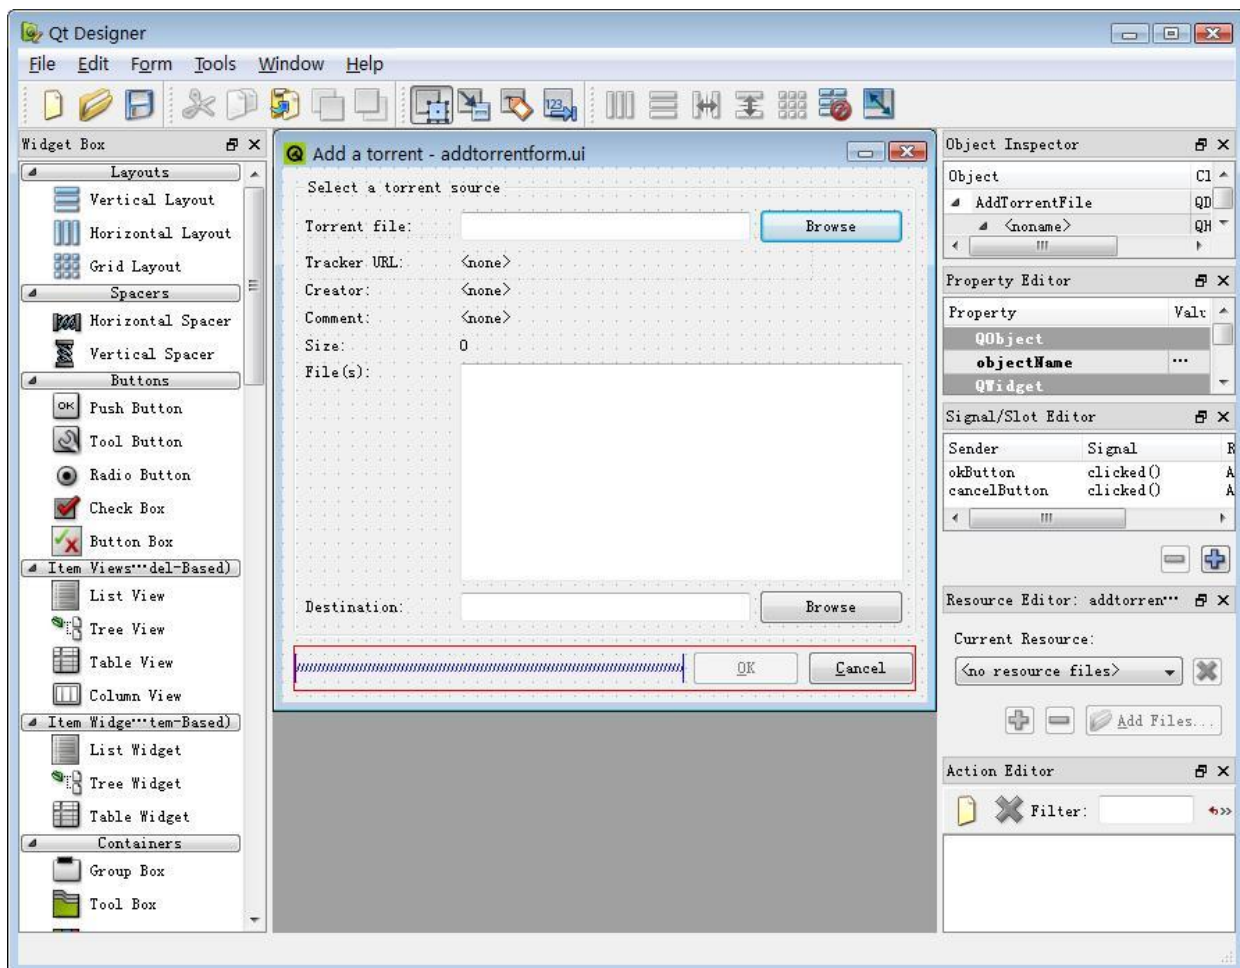 Qt Designer
File Edit Form Tools Window Help
123
Widget Box
Layouts
Vertical Layout
Horizontal Layout
Grid Layout
Spacers
Horizontal Spacer
Vertical Spacer
Buttons
OK Push Button
Tool Button
Radio Button
Check Box
Button Box
Item Views···del-Based)
List View
Tree View
Table View
Column View
Item Widge···tem-Based)
List Widget
Tree Widget
Table Widget
Containers
Group Box
Tool Box
Add a torrent - addtorrentform.ui
Select a torrent source
Torrent file: Browse
Tracker URL: <none>
Creator: <none>
Comment: <none>
Size: 0
File(s):
Destination: Browse
OK Cancel
Object Inspector
Object Cl
AddTorrentFile QD
<noname> QH
Property Editor
Property Valu
QObject
objectName ···
QWidget
Signal/Slot Editor
Sender Signal R
okButton clicked() A
cancelButton clicked() A
Resource Editor: addtorren···
Current Resource:
<no resource files>
Add Files...
Action Editor
Filter: